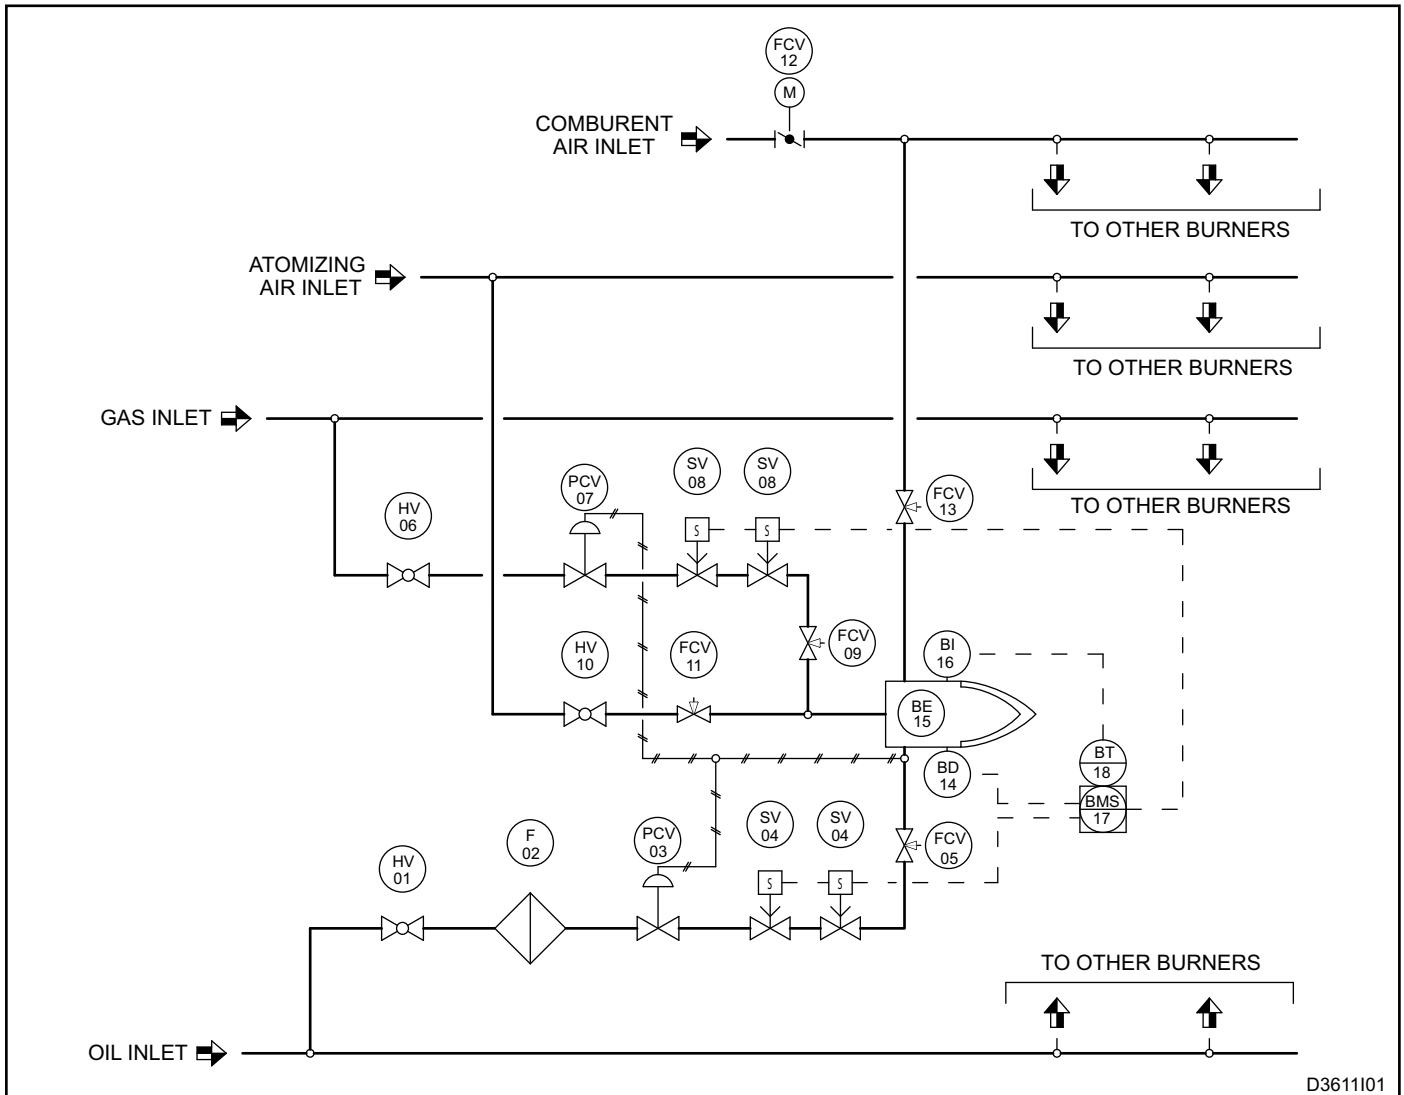 FCV
12
M
COMBURENT
AIR INLET
TO OTHER BURNERS
ATOMIZING
AIR INLET
TO OTHER BURNERS
GAS INLET
TO OTHER BURNERS
HV
06
PCV
07
SV
08
SV
08
FCV
13
S
S
HV
10
FCV
11
FCV
09
BI
16
BE
15
BD
14
BT
18
BMS
17
HV
01
F
02
PCV
03
SV
04
SV
04
FCV
05
S
S
TO OTHER BURNERS
OIL INLET
D3611I01